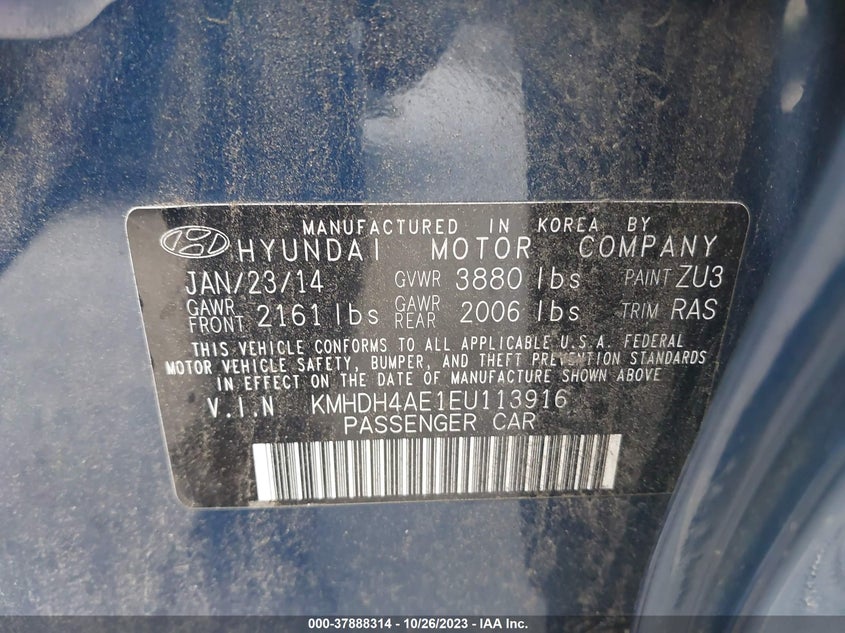 MANUFACTURED IN KOREA BY
HYUNDAI MOTOR COMPANY
JAN/23/14 GVWR 3880 lbs PAINT ZU3
GAWR FRONT 2161 lbs GAWR REAR 2006 lbs TRIM RAS
THIS VEHICLE CONFORMS TO ALL APPLICABLE U.S.A. FEDERAL
MOTOR VEHICLE SAFETY, BUMPER, AND THEFT PREVENTION STANDARDS
IN EFFECT ON THE DATE OF MANUFACTURE SHOWN ABOVE
V.I.N KMHDH4AE1EU113916
PASSENGER CAR
000-37888314 - 10/26/2023 - IAA Inc.